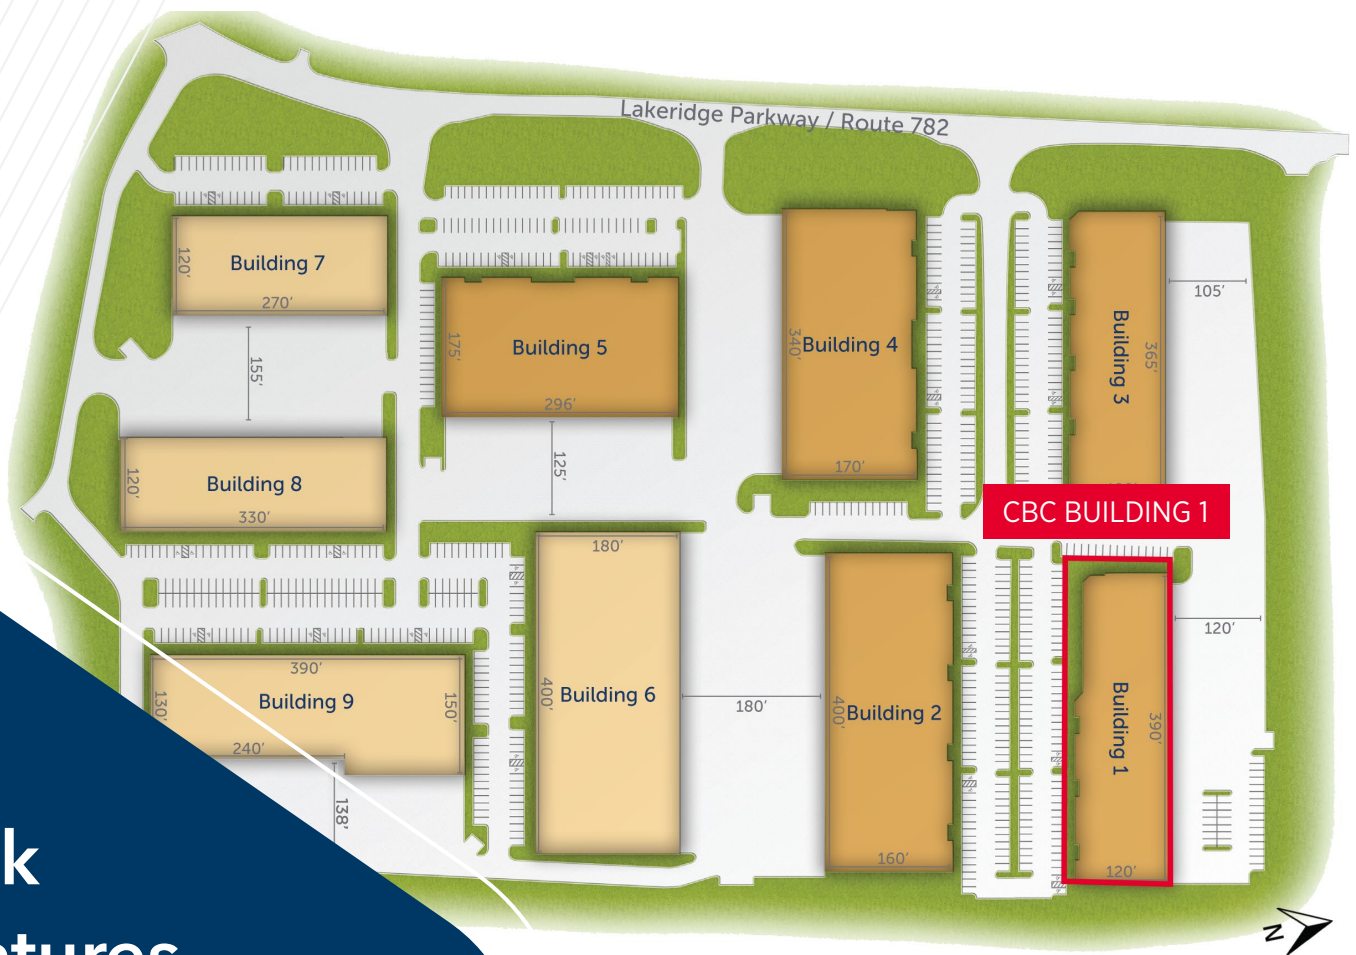 Lakeridge Parkway / Route 782
Building 7
120'
270'
155'
Building 5
175'
296'
125'
Building 4
340'
170'
Building 3
365'
105'
CBC BUILDING 1
Building 8
120'
330'
Building 9
390'
130'
150'
240'
138'
Building 6
180'
400'
180'
Building 2
400'
160'
Building 1
390'
120'
120'
k
atures
N